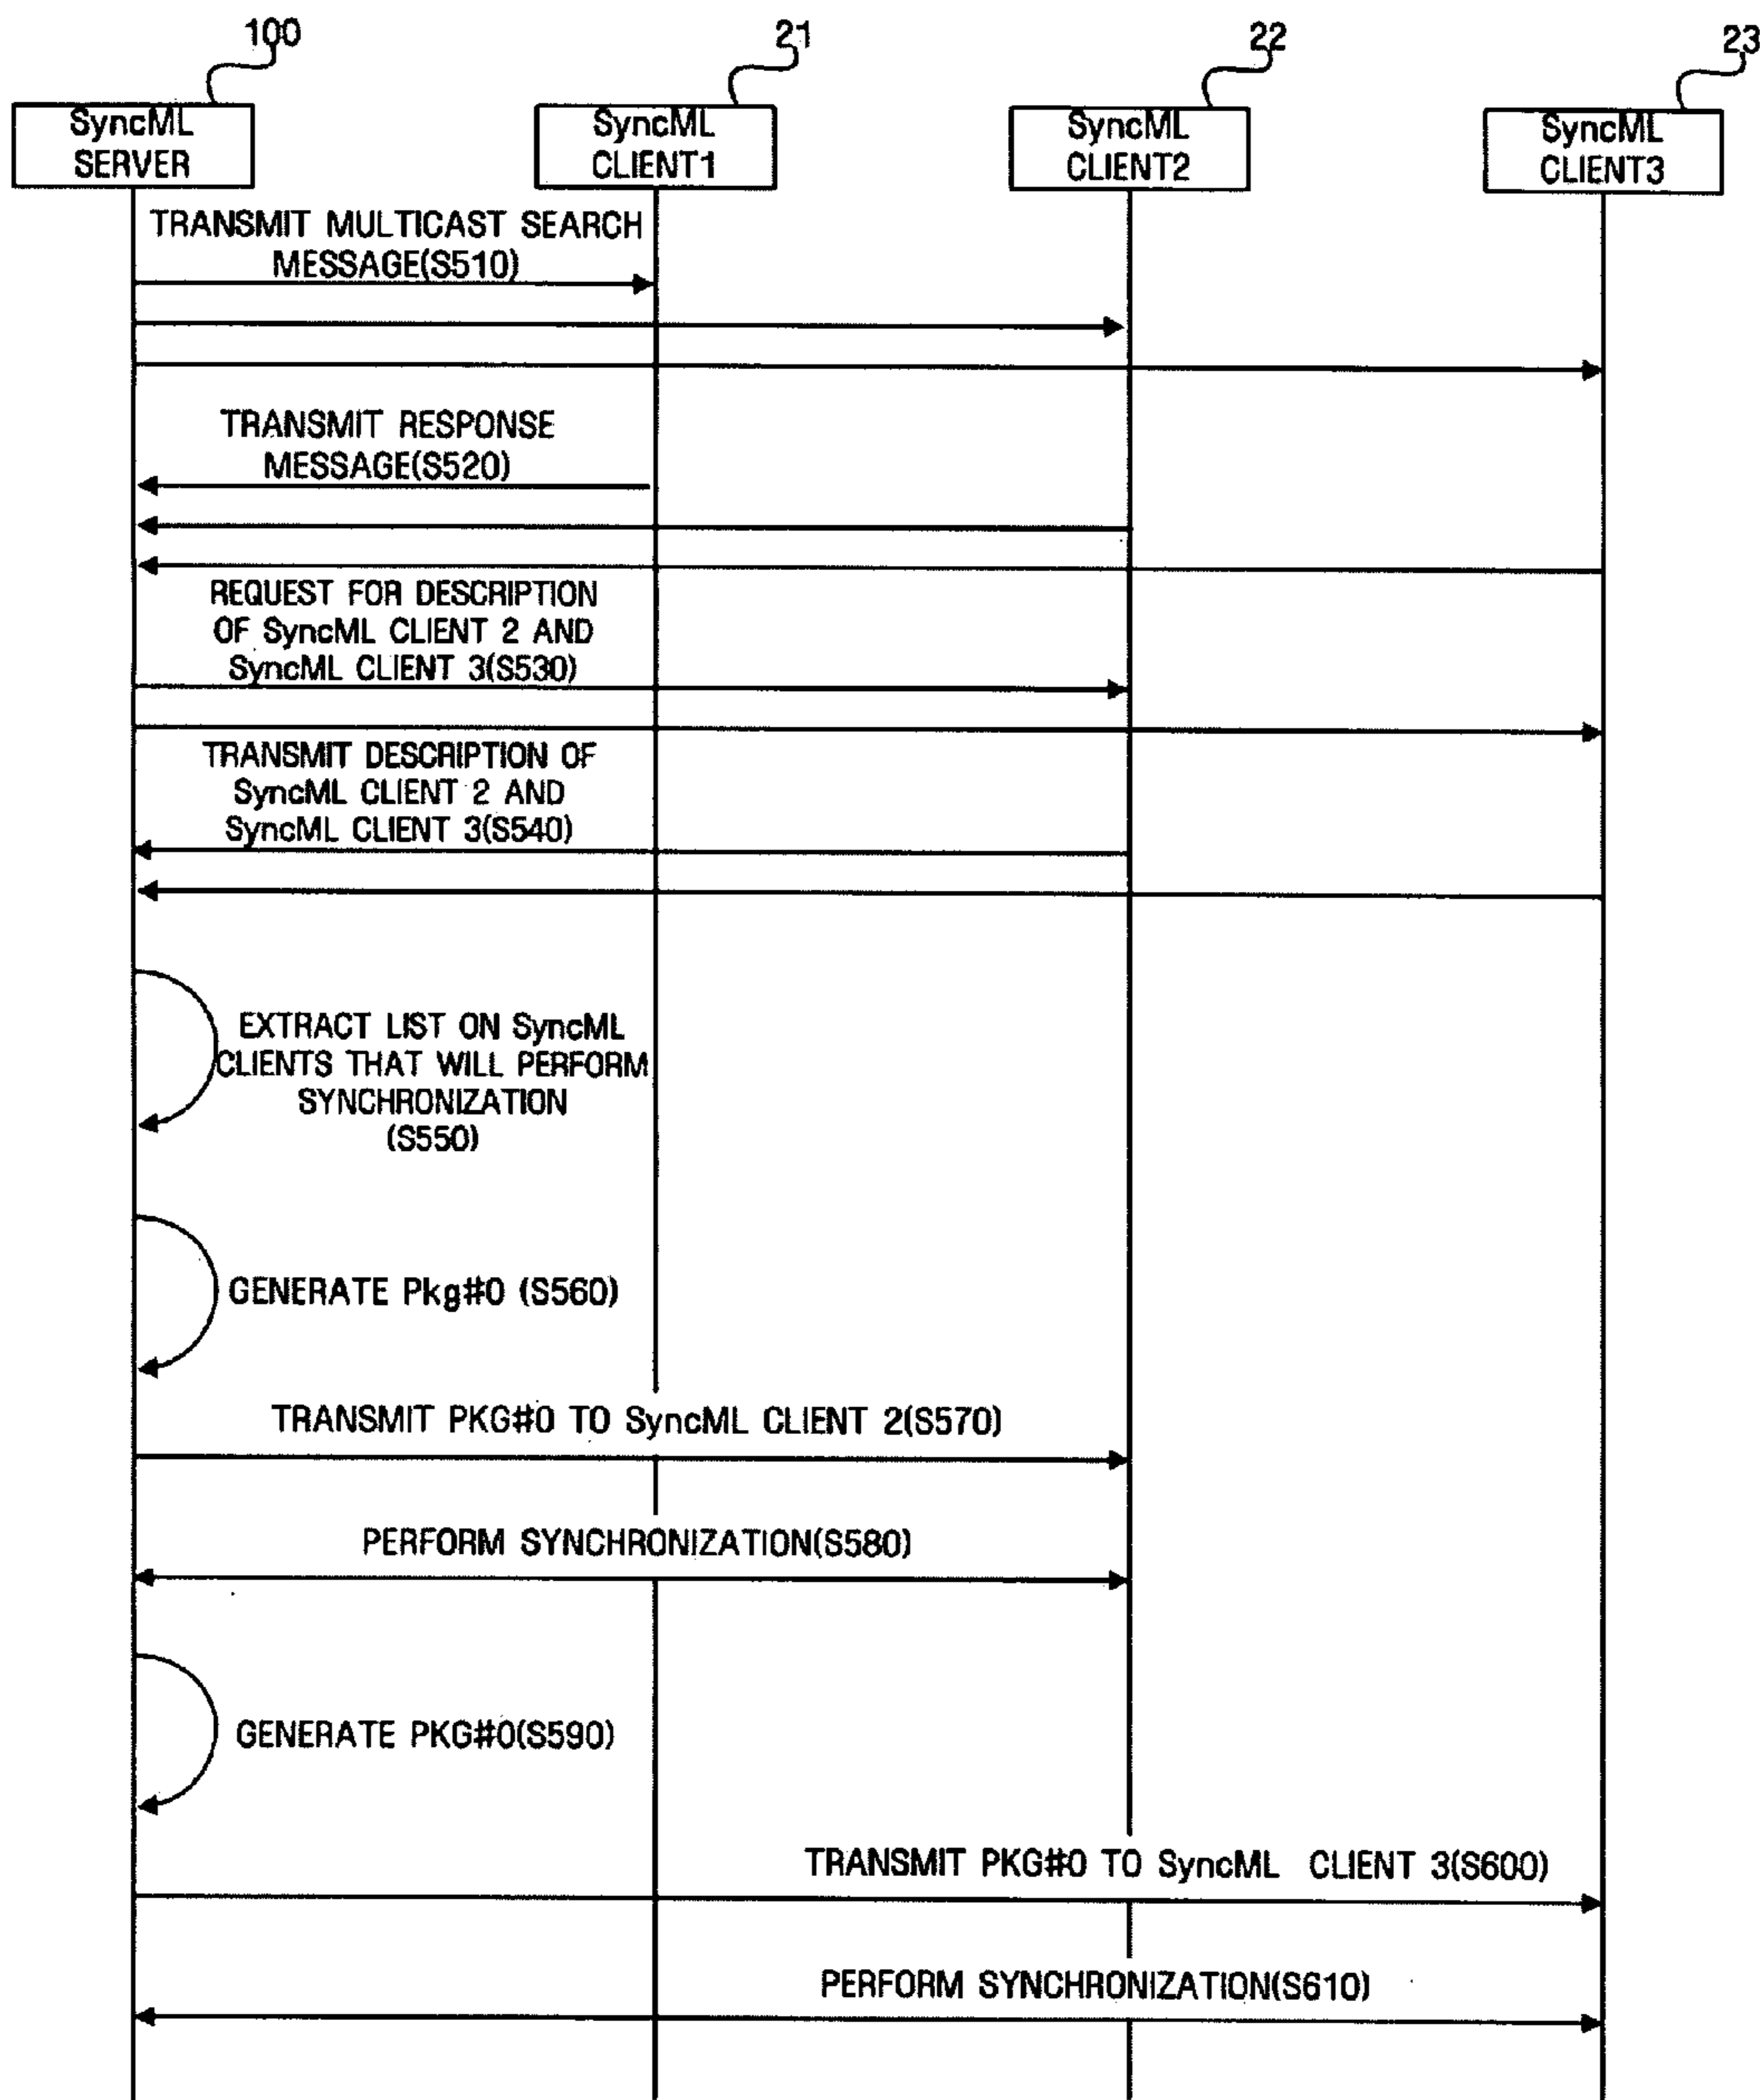 100
21
22
23
SyncML
SERVER
SyncML
CLIENT1
SyncML
CLIENT2
SyncML
CLIENT3
TRANSMIT MULTICAST SEARCH
MESSAGE(S510)
TRANSMIT RESPONSE
MESSAGE(S520)
REQUEST FOR DESCRIPTION
OF SyncML CLIENT 2 AND
SyncML CLIENT 3(S530)
TRANSMIT DESCRIPTION OF
SyncML CLIENT 2 AND
SyncML CLIENT 3(S540)
EXTRACT LIST ON SyncML
CLIENTS THAT WILL PERFORM
SYNCHRONIZATION
(S550)
GENERATE Pkg#0 (S560)
TRANSMIT PKG#0 TO SyncML CLIENT 2(S570)
PERFORM SYNCHRONIZATION(S580)
GENERATE PKG#0(S590)
TRANSMIT PKG#0 TO SyncML CLIENT 3(S600)
PERFORM SYNCHRONIZATION(S610)